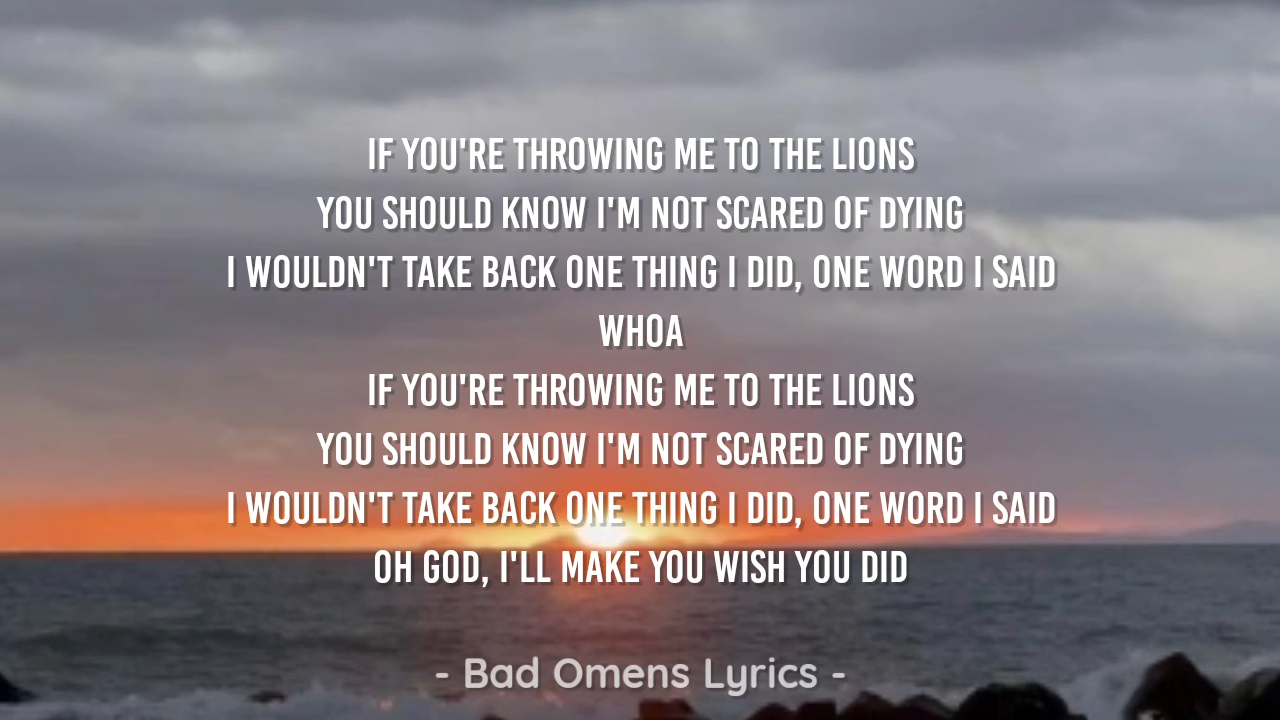 IF YOU'RE THROWING ME TO THE LIONS
YOU SHOULD KNOW I'M NOT SCARED OF DYING
I WOULDN'T TAKE BACK ONE THING I DID, ONE WORD I SAID
WHOA
IF YOU'RE THROWING ME TO THE LIONS
YOU SHOULD KNOW I'M NOT SCARED OF DYING
I WOULDN'T TAKE BACK ONE THING I DID, ONE WORD I SAID
OH GOD, I'LL MAKE YOU WISH YOU DID
- Bad Omens Lyrics -